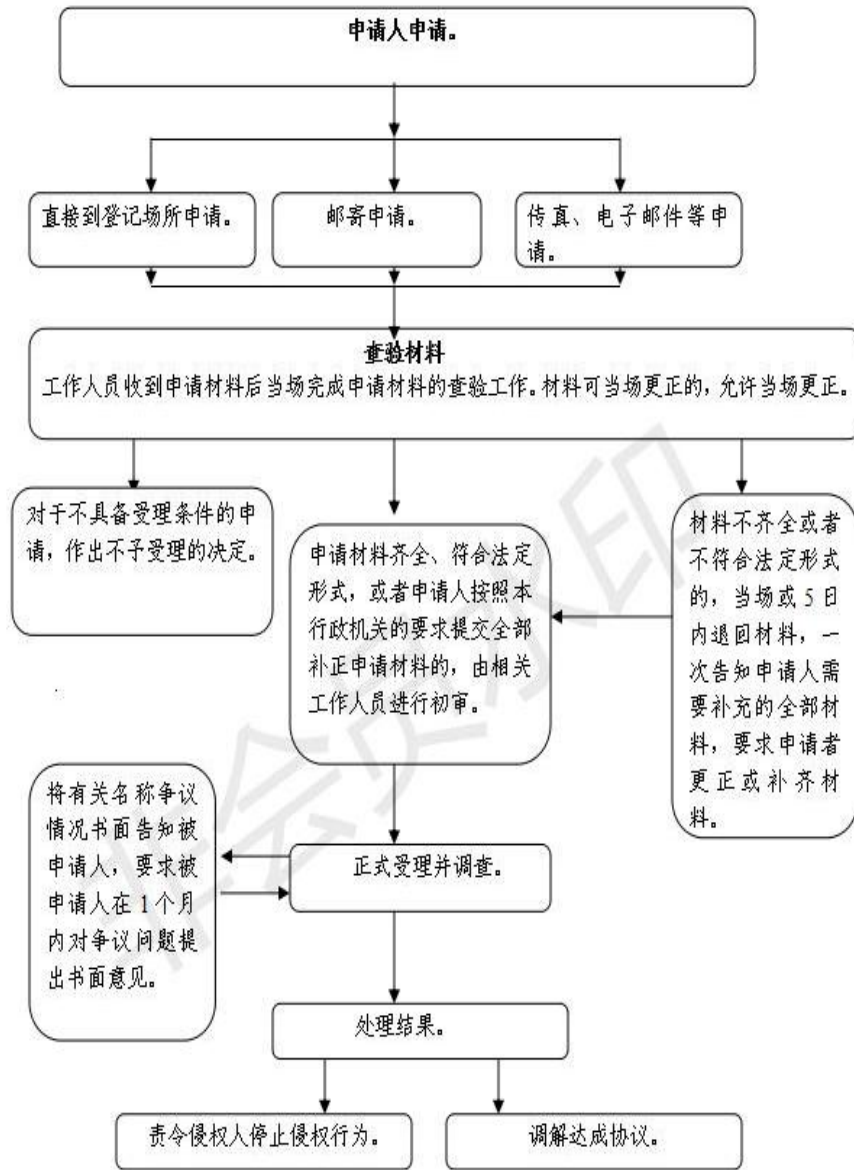 申请人申请。
直接到登记场所申请。
邮寄申请。
传真、电子邮件等申
请。
查验材料
工作人员收到申请材料后当场完成申请材料的查验工作。材料可当场更正的，允许当场更正。
对于不具备受理条件的申
请，作出不予受理的决定。
申请材料齐全、符合法定
形式，或者申请人按照本
行政机关的要求提交全部
补正申请材料的，由相关
工作人员进行初审。
材料不齐全或者
不符合法定形式
的，当场或 5 日
内退回材料，一
次告知申请人需
要补充的全部材
料，要求申请者
更正或补齐材
料。
将有关名称争议
情况书面告知被
申请人，要求被
申请人在 1 个月
内对争议问题提
出书面意见。
正式受理并调查。
处理结果。
责令侵权人停止侵权行为。
调解达成协议。
非会员水印